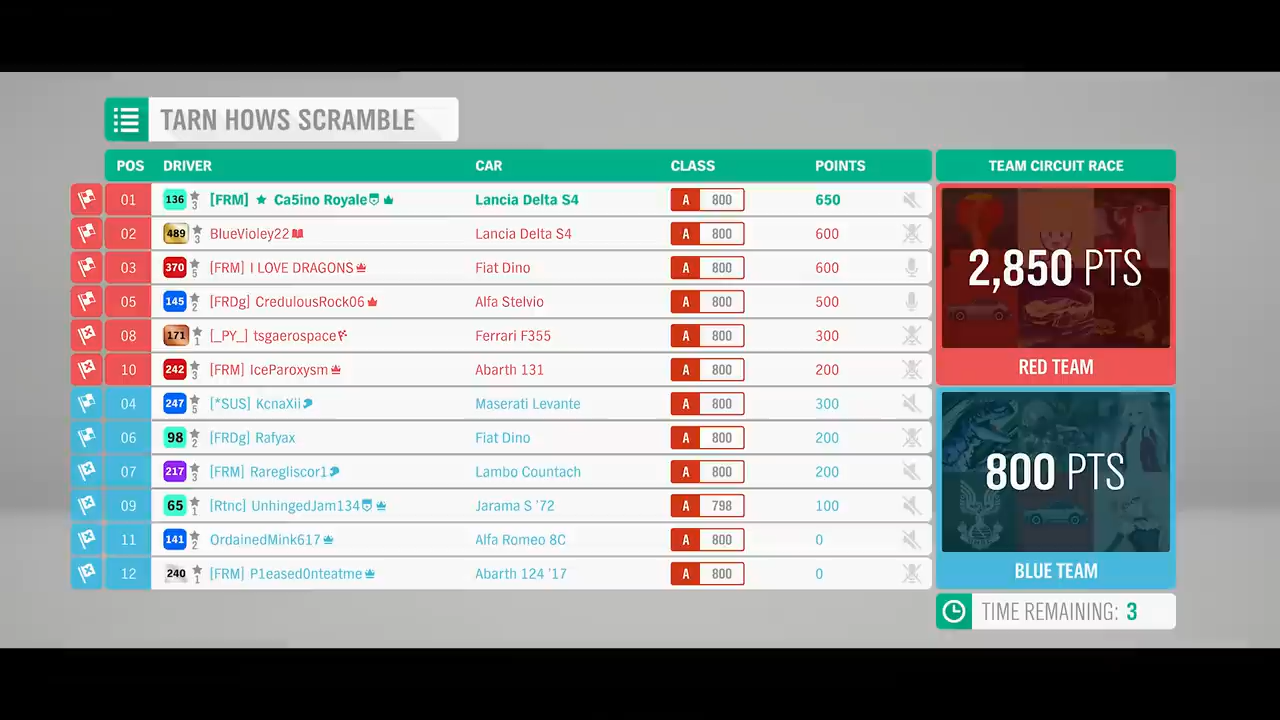 TARN HOWS SCRAMBLE
POS DRIVER CAR CLASS POINTS TEAM CIRCUIT RACE
01 136 3 [FRM] ★ Ca5ino Royale Lancia Delta S4 A 800 650
02 489 3 BlueVioley22 Lancia Delta S4 A 800 600
03 370 5 [FRM] I LOVE DRAGONS Fiat Dino A 800 600
05 145 2 [FRDg] CredulousRock06 Alfa Stelvio A 800 500
08 171 1 [_PY_] tsgaerospace Ferrari F355 A 800 300
10 242 3 [FRM] IceParoxysm Abarth 131 A 800 200
04 247 5 [*SUS] KcnaXii Maserati Levante A 800 300
06 98 2 [FRDg] Rafyax Fiat Dino A 800 200
07 217 3 [FRM] Raregliscor1 Lambo Countach A 800 200
09 65 1 [Rtnc] UnhingedJam134 Jarama S '72 A 798 100
11 141 2 OrdainedMink617 Alfa Romeo 8C A 800 0
12 240 1 [FRM] P1eased0nteatme Abarth 124 '17 A 800 0
2,850 PTS
RED TEAM
800 PTS
BLUE TEAM
TIME REMAINING: 3